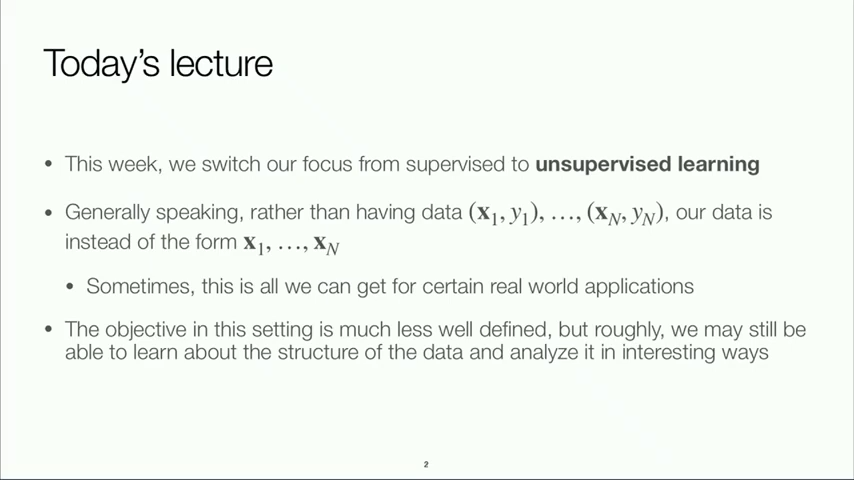 Today's lecture
• This week, we switch our focus from supervised to unsupervised learning
• Generally speaking, rather than having data (x₁, y₁), …, (x_N, y_N), our data is
instead of the form x₁, …, x_N
• Sometimes, this is all we can get for certain real world applications
• The objective in this setting is much less well defined, but roughly, we may still be
able to learn about the structure of the data and analyze it in interesting ways
2